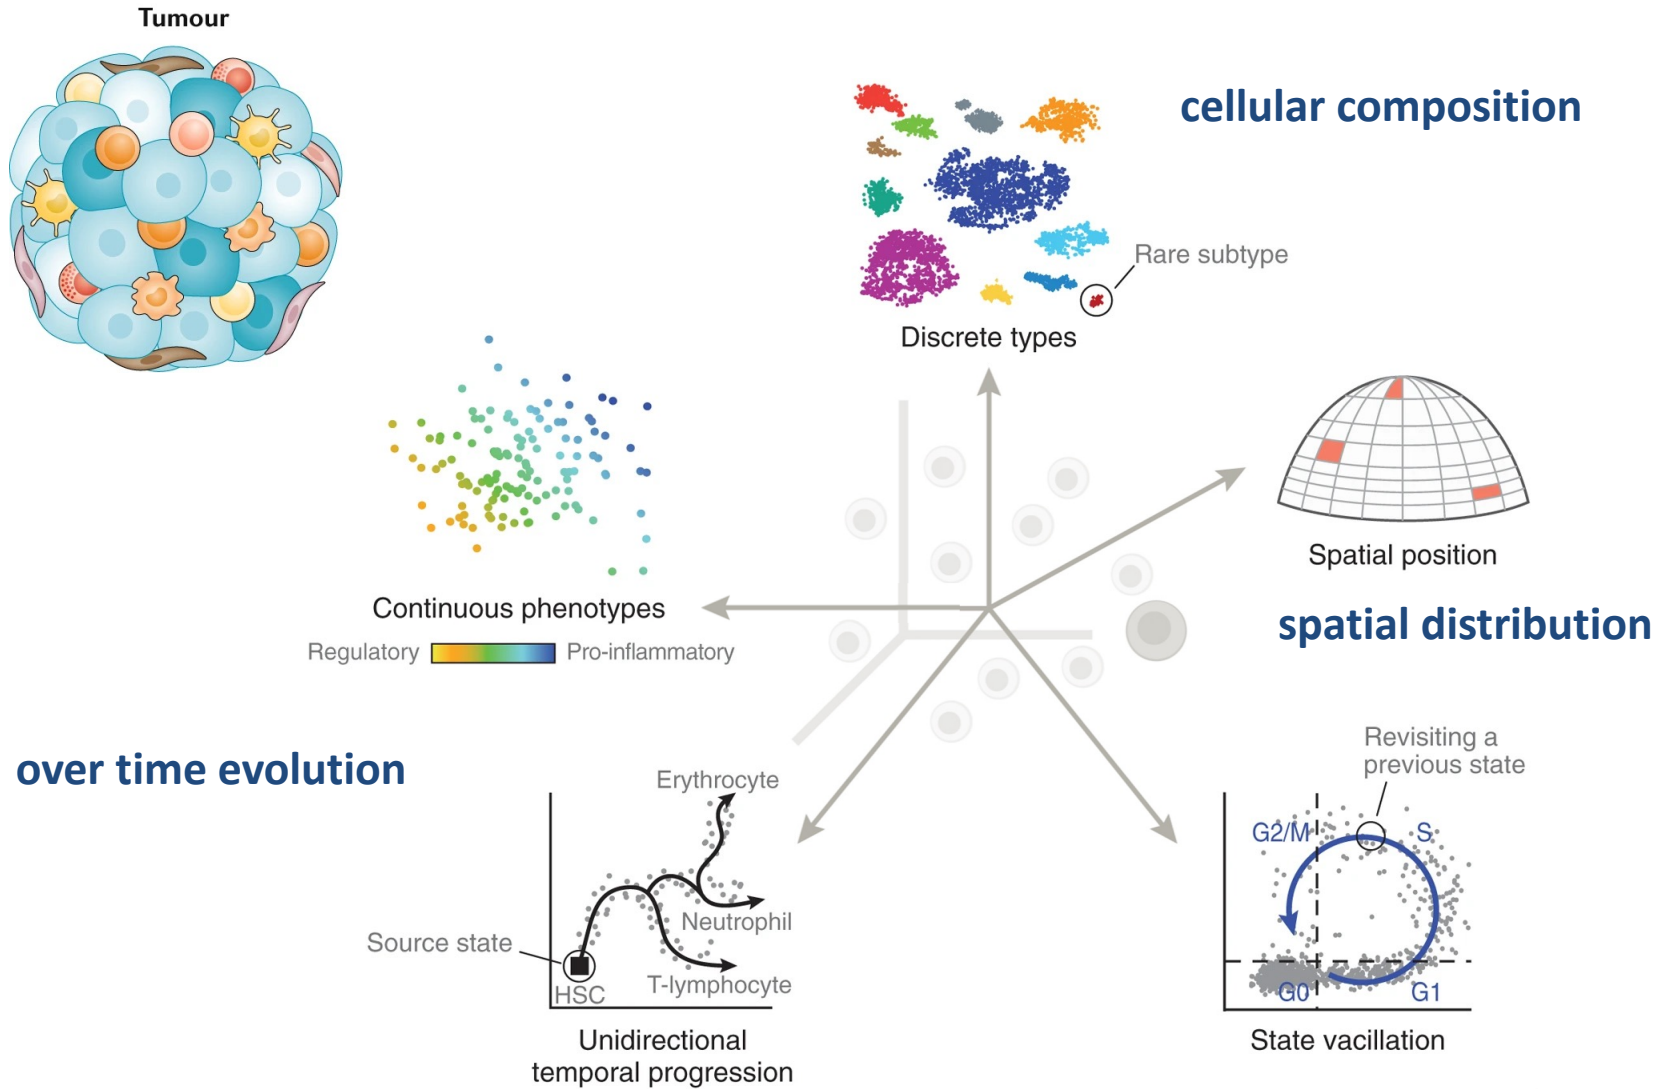 Tumour
cellular composition
Rare subtype
Discrete types
Spatial position
Continuous phenotypes
Regulatory
Pro-inflammatory
spatial distribution
over time evolution
Erythrocyte
Neutrophil
Source state
T-lymphocyte
HSC
Unidirectional
temporal progression
Revisiting a
previous state
G2/M
S
G0
G1
State vacillation